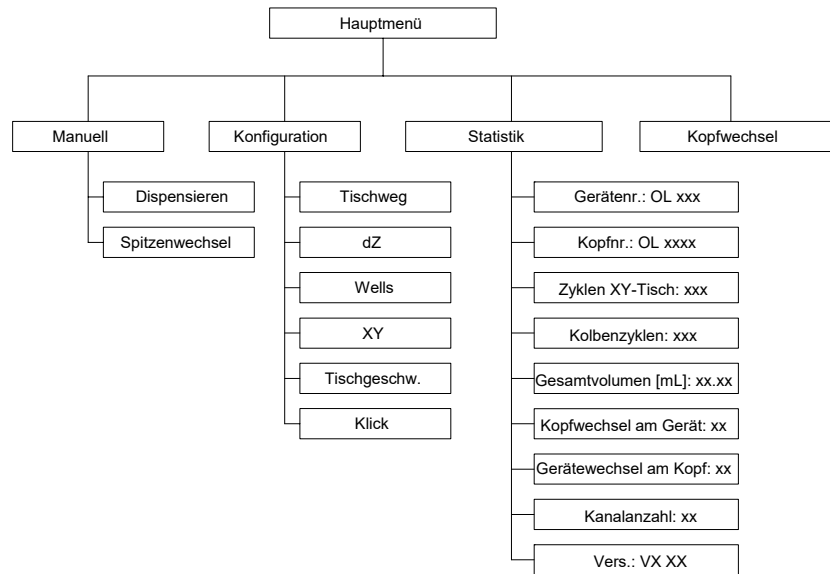 Hauptmenü
Manuell
Konfiguration
Statistik
Kopfwechsel
Dispensieren
Spitzenwechsel
Tischweg
dZ
Wells
XY
Tischgeschw.
Klick
Gerätenr.: OL xxx
Kopfnr.: OL xxxx
Zyklen XY-Tisch: xxx
Kolbenzyklen: xxx
Gesamtvolumen [mL]: xx.xx
Kopfwechsel am Gerät: xx
Gerätewechsel am Kopf: xx
Kanalanzahl: xx
Vers.: VX XX